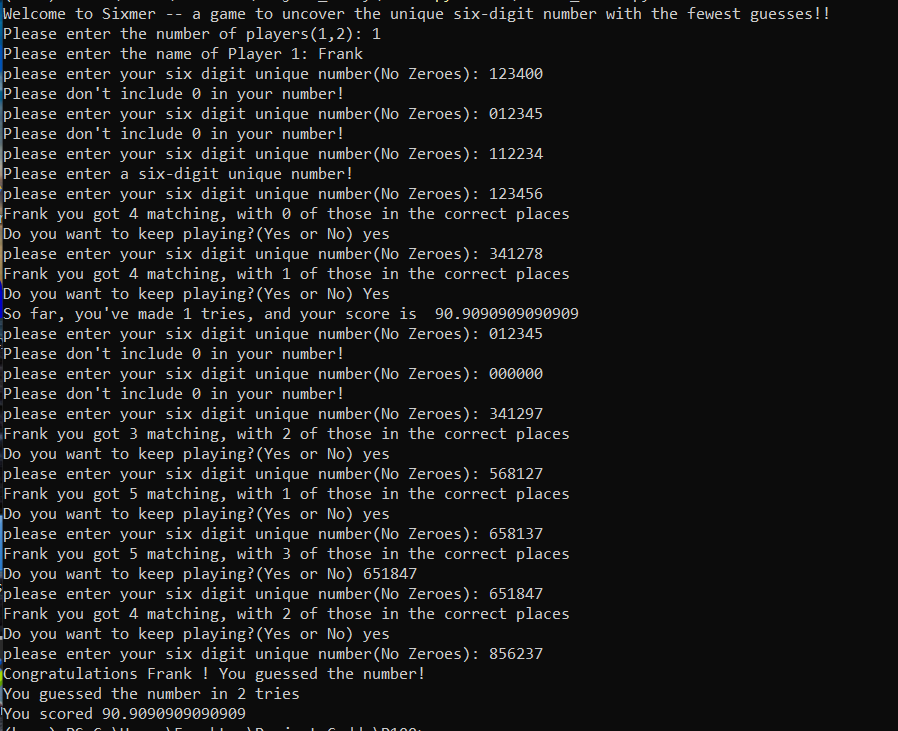 Welcome to Sixmer -- a game to uncover the unique six-digit number with the fewest guesses!!
Please enter the number of players(1,2): 1
Please enter the name of Player 1: Frank
please enter your six digit unique number(No Zeroes): 123400
Please don't include 0 in your number!
please enter your six digit unique number(No Zeroes): 012345
Please don't include 0 in your number!
please enter your six digit unique number(No Zeroes): 112234
Please enter a six-digit unique number!
please enter your six digit unique number(No Zeroes): 123456
Frank you got 4 matching, with 0 of those in the correct places
Do you want to keep playing?(Yes or No) yes
please enter your six digit unique number(No Zeroes): 341278
Frank you got 4 matching, with 1 of those in the correct places
Do you want to keep playing?(Yes or No) Yes
So far, you've made 1 tries, and your score is  90.9090909090909
please enter your six digit unique number(No Zeroes): 012345
Please don't include 0 in your number!
please enter your six digit unique number(No Zeroes): 000000
Please don't include 0 in your number!
please enter your six digit unique number(No Zeroes): 341297
Frank you got 3 matching, with 2 of those in the correct places
Do you want to keep playing?(Yes or No) yes
please enter your six digit unique number(No Zeroes): 568127
Frank you got 5 matching, with 1 of those in the correct places
Do you want to keep playing?(Yes or No) yes
please enter your six digit unique number(No Zeroes): 658137
Frank you got 5 matching, with 3 of those in the correct places
Do you want to keep playing?(Yes or No) 651847
please enter your six digit unique number(No Zeroes): 651847
Frank you got 4 matching, with 2 of those in the correct places
Do you want to keep playing?(Yes or No) yes
please enter your six digit unique number(No Zeroes): 856237
Congratulations Frank ! You guessed the number!
You guessed the number in 2 tries
You scored 90.9090909090909